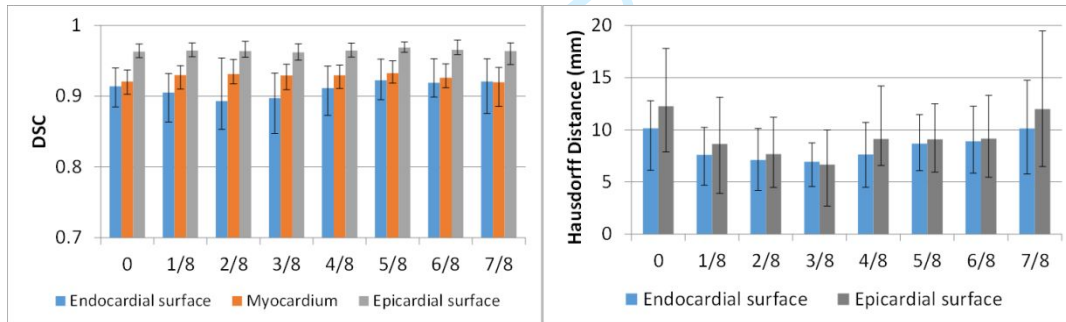 1
0.9
0.8
0.7
DSC
0 1/8 2/8 3/8 4/8 5/8 6/8 7/8
Endocardial surface Myocardium Epicardial surface
20
15
10
5
0
Hausdorff Distance (mm)
0 1/8 2/8 3/8 4/8 5/8 6/8 7/8
Endocardial surface Epicardial surface